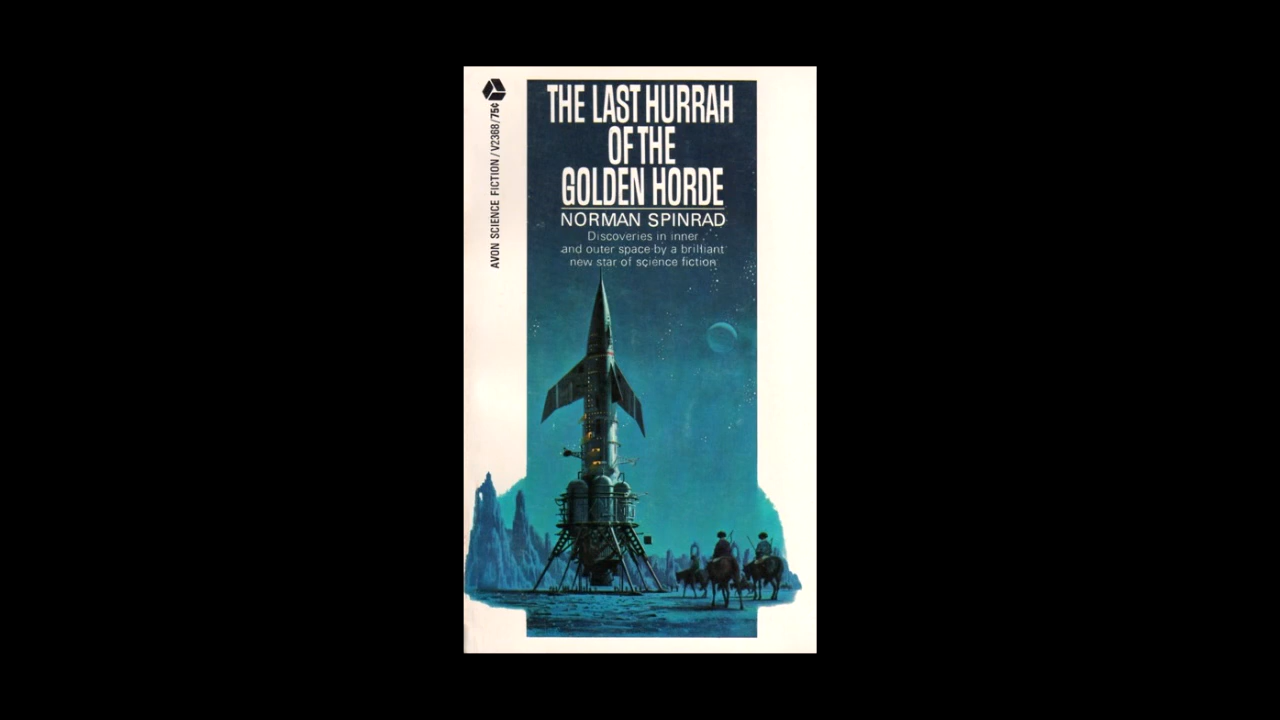 THE LAST HURRAH
OF THE
GOLDEN HORDE
NORMAN SPINRAD
Discoveries in inner
and outer space by a brilliant
new star of science fiction
AVON SCIENCE FICTION / V2368 / 75¢